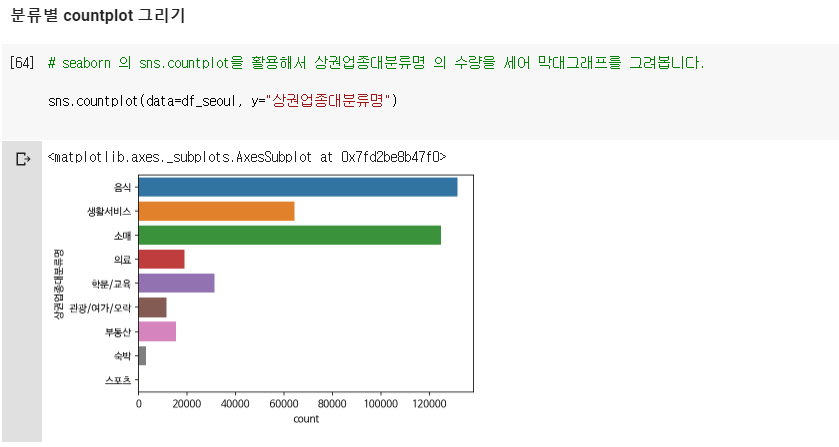 분류별 countplot 그리기
[64] # seaborn 의 sns.countplot을 활용해서 상권업종대분류명 의 수량을 세어 막대그래프를 그려봅니다.
sns.countplot(data=df_seoul, y="상권업종대분류명")
<matplotlib.axes._subplots.AxesSubplot at 0x7fd2be8b47f0>
음식
생활서비스
소매
의료
학문/교육
관광/여가/오락
부동산
숙박
스포츠
상권업종대분류명
0 20000 40000 60000 80000 100000 120000
count